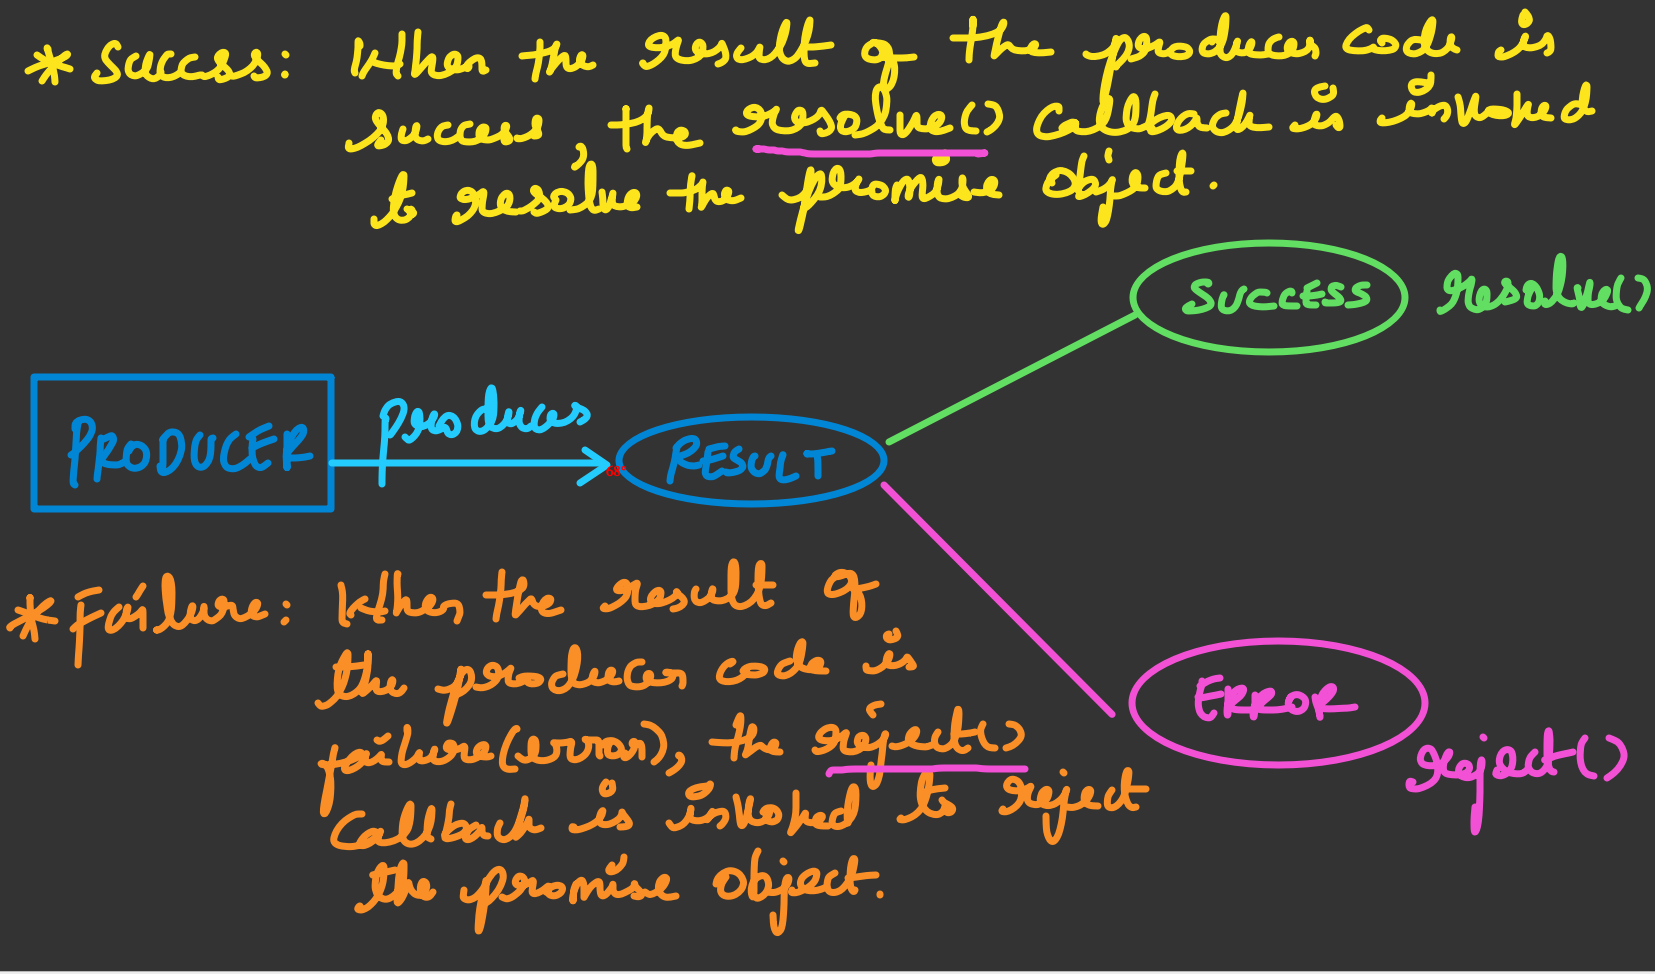 * Success: When the result of the producer code is
success, the resolve() callback is invoked
to resolve the promise object.
SUCCESS resolve()
produces
PRODUCER RESULT
* Failure: When the result of
the producer code is
failure(error), the reject()
callback is invoked to reject
the promise object.
ERROR
reject()